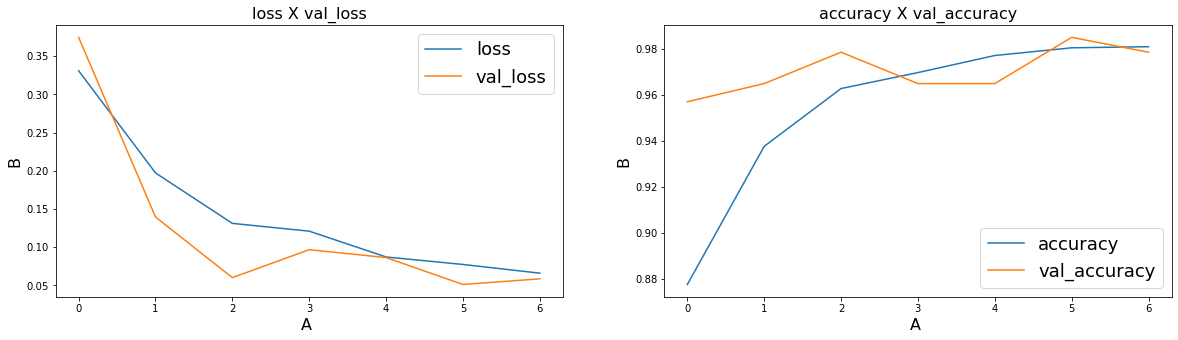 loss X val_loss
0.35
0.30
0.25
0.20
0.15
0.10
0.05
B
0 1 2 3 4 5 6
A
loss
val_loss
accuracy X val_accuracy
0.98
0.96
0.94
0.92
0.90
0.88
B
0 1 2 3 4 5 6
A
accuracy
val_accuracy